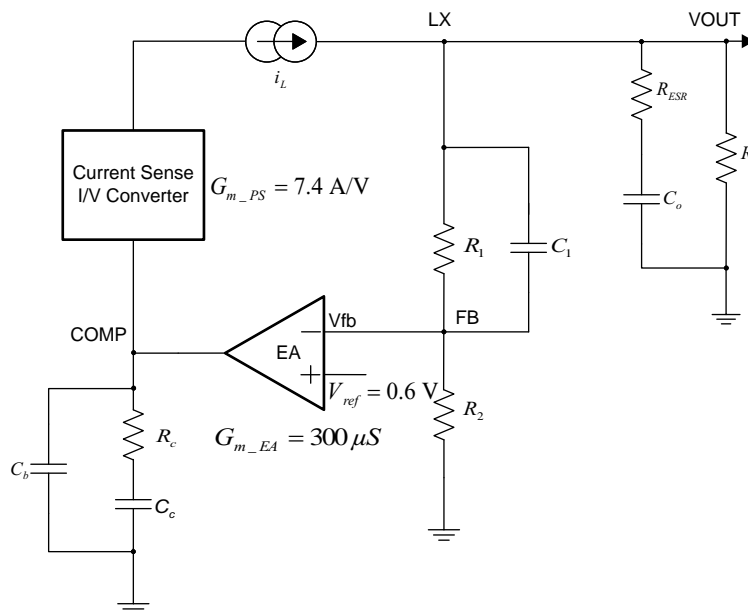 LX
VOUT
i_L
R_ESR
R
Current Sense
I/V Converter
G_m_PS = 7.4 A/V
C_o
R_1
C_1
COMP
Vfb
FB
EA
V_ref = 0.6 V
R_2
G_m_EA = 300 µS
R_c
C_b
C_c